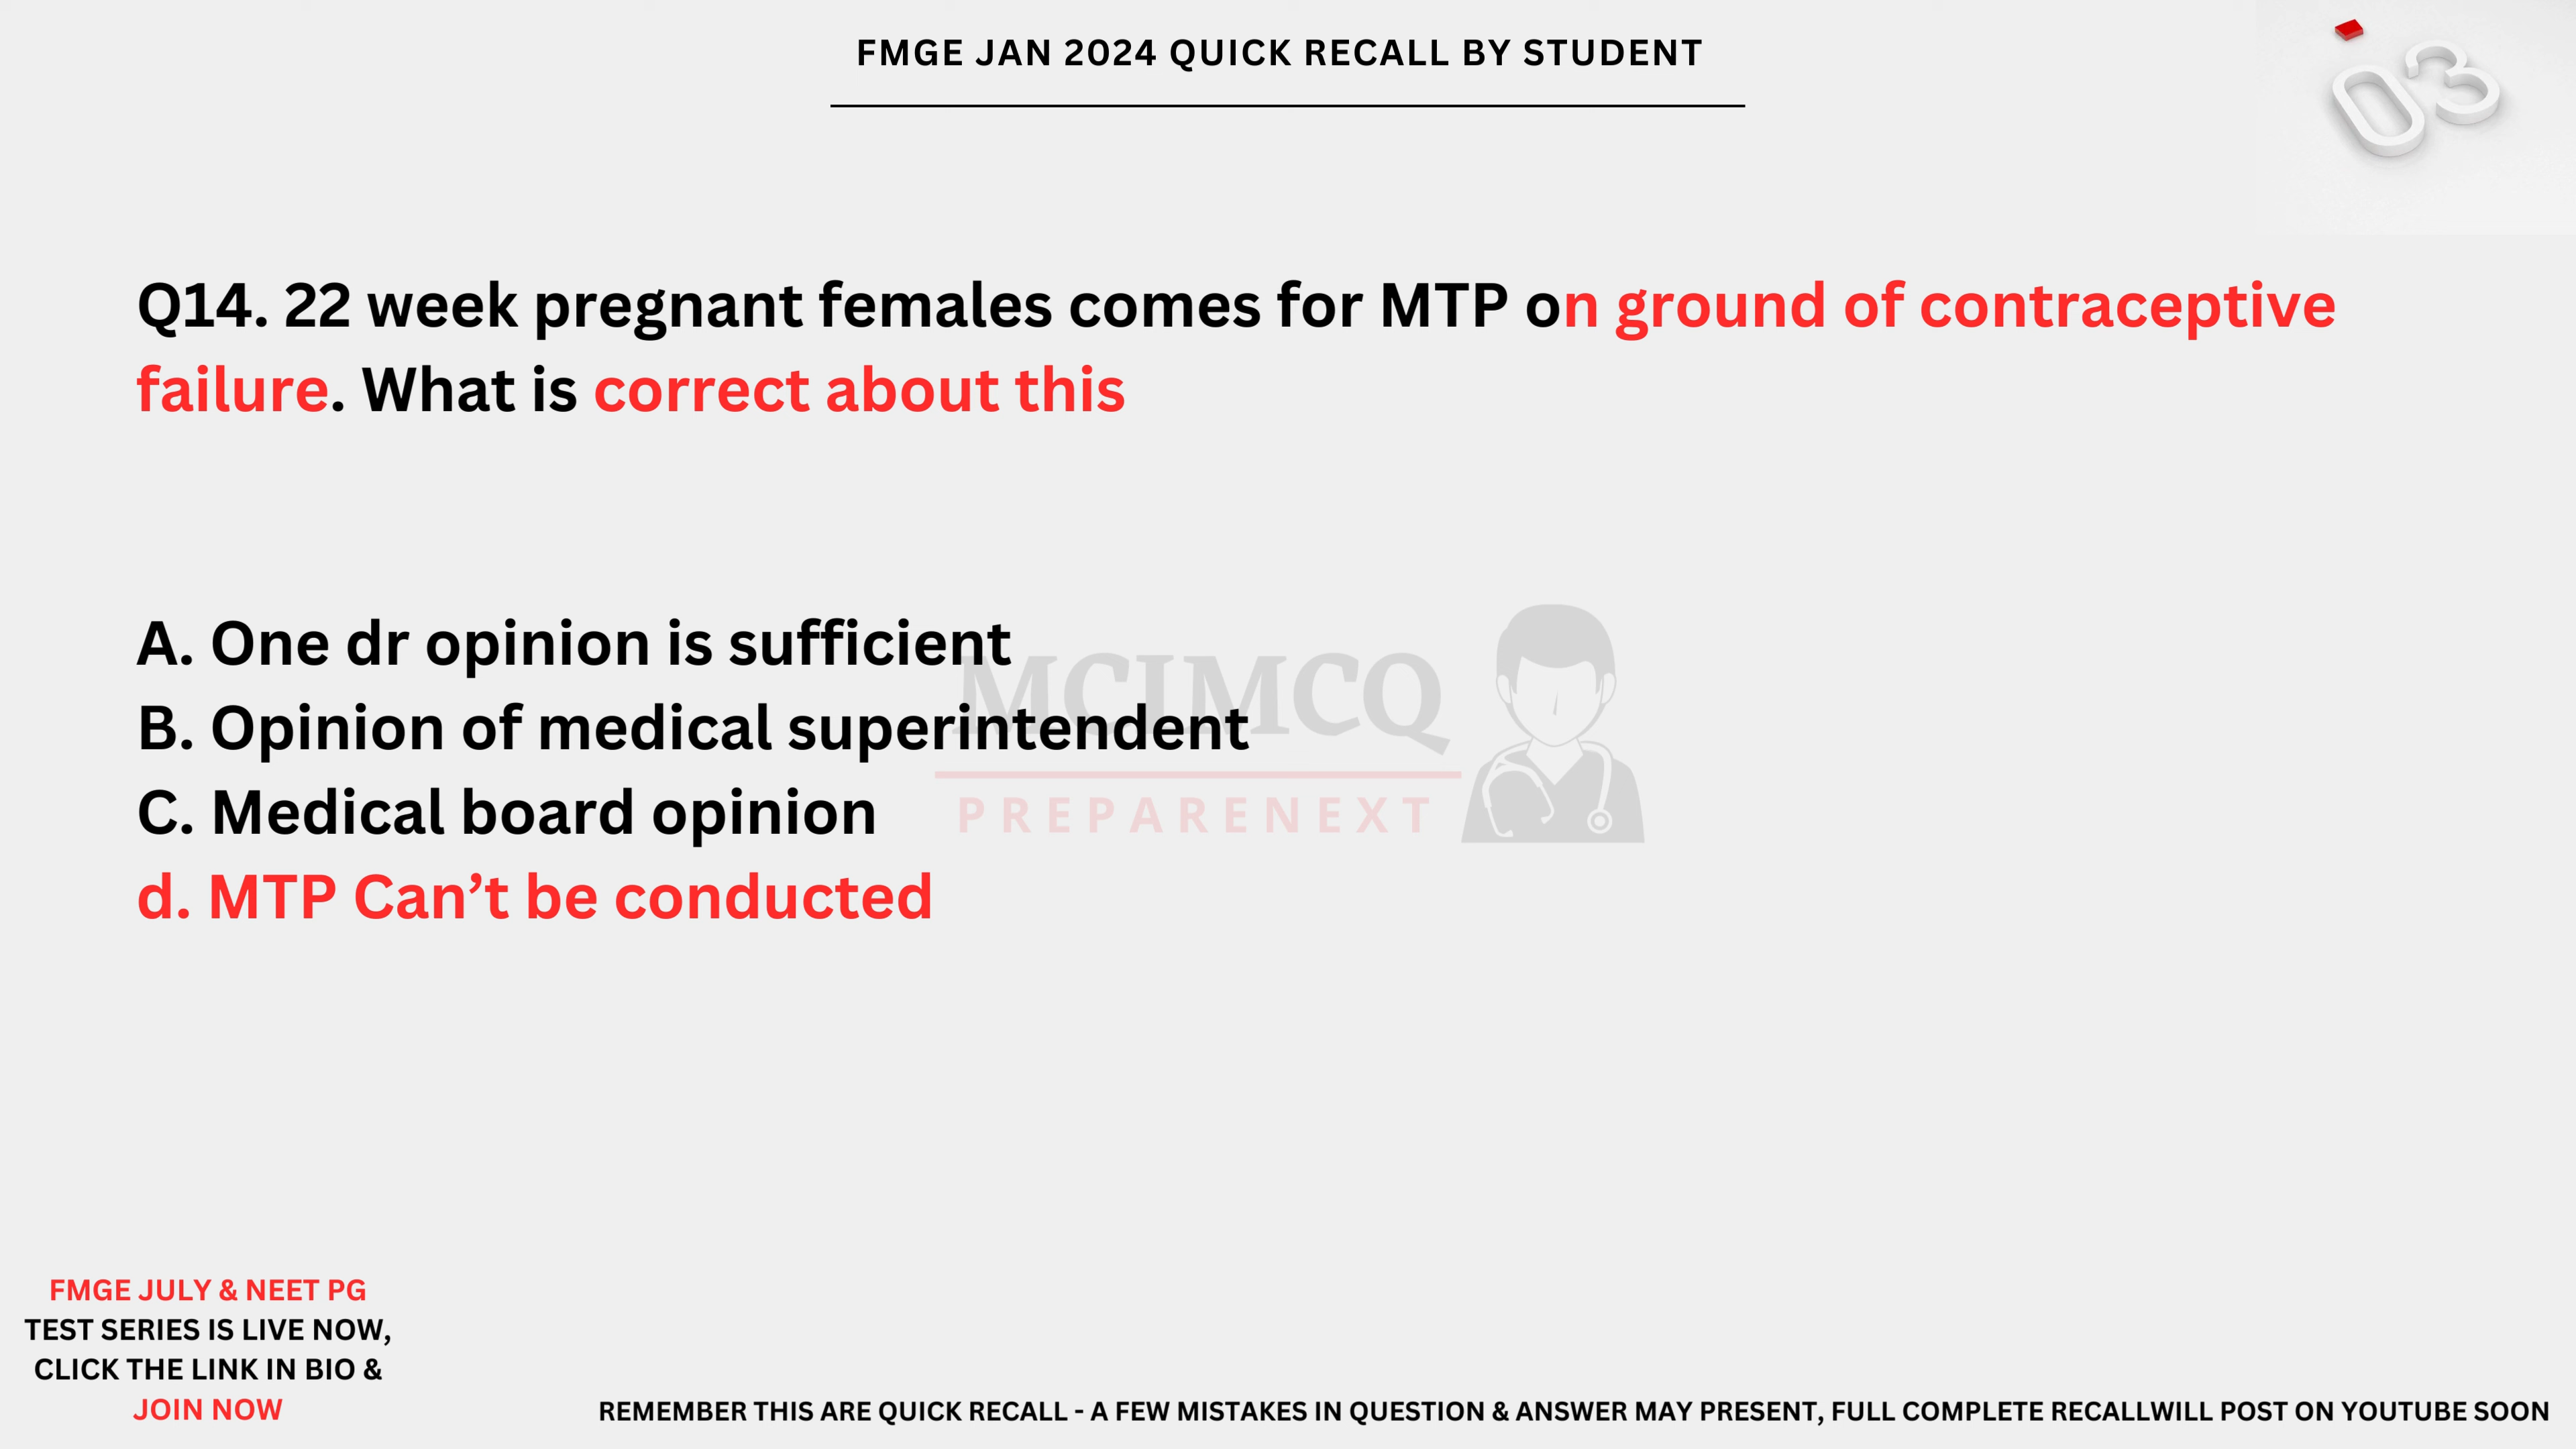 FMGE JAN 2024 QUICK RECALL BY STUDENT
03
Q14. 22 week pregnant females comes for MTP on ground of contraceptive
failure. What is correct about this
A. One dr opinion is sufficient
B. Opinion of medical superintendent
C. Medical board opinion
d. MTP Can’t be conducted
MCIMCQ
PREPARENEXT
FMGE JULY & NEET PG
TEST SERIES IS LIVE NOW,
CLICK THE LINK IN BIO &
JOIN NOW
REMEMBER THIS ARE QUICK RECALL - A FEW MISTAKES IN QUESTION & ANSWER MAY PRESENT, FULL COMPLETE RECALLWILL POST ON YOUTUBE SOON